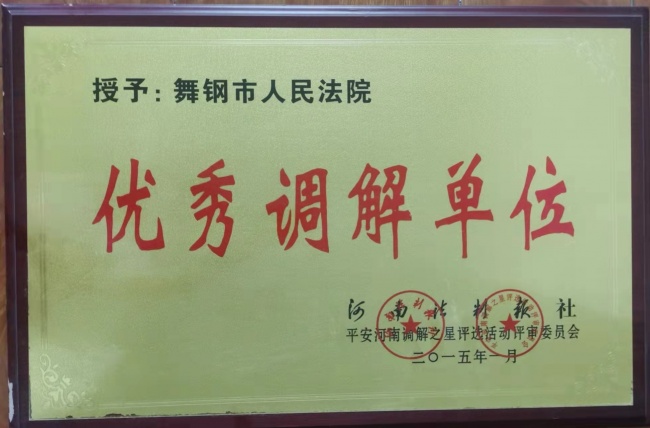 授予：舞钢市人民法院
优秀调解单位
河南法制报社
平安河南调解之星评选活动评审委员会
二〇一五年一月